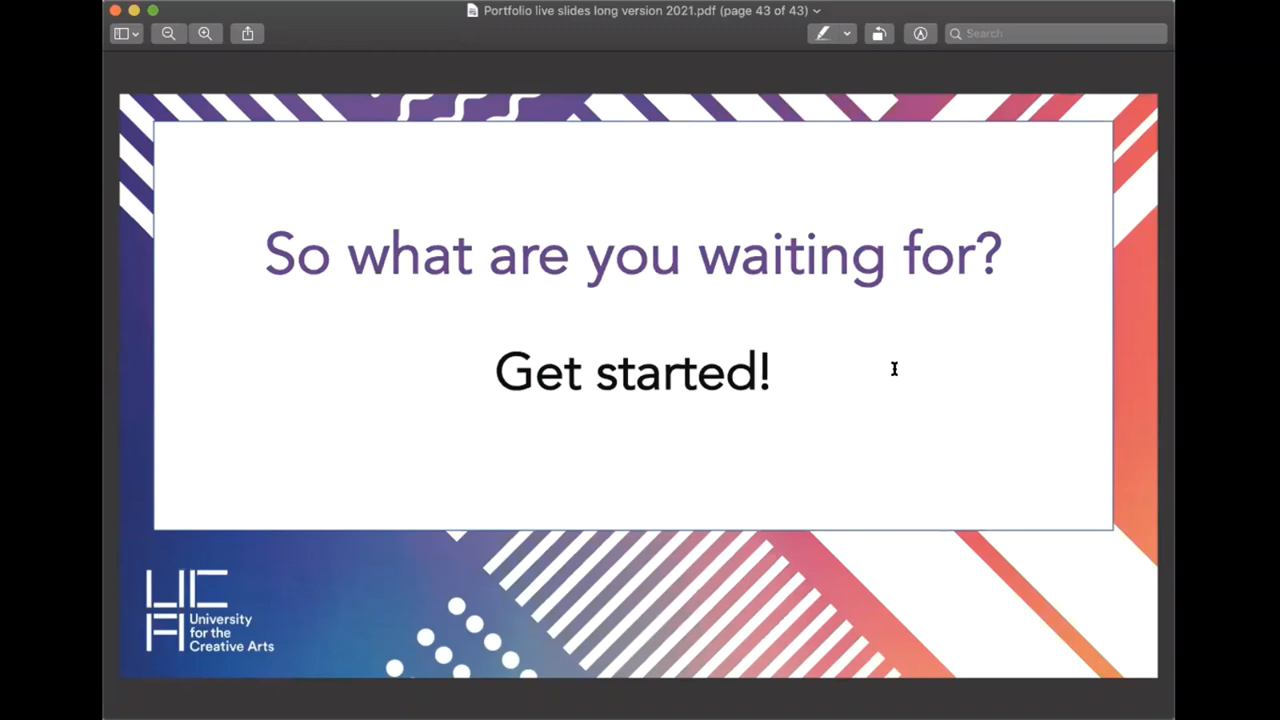 Portfolio live slides long version 2021.pdf (page 43 of 43)
Search
So what are you waiting for?
Get started!
UCA
University
for the
Creative Arts